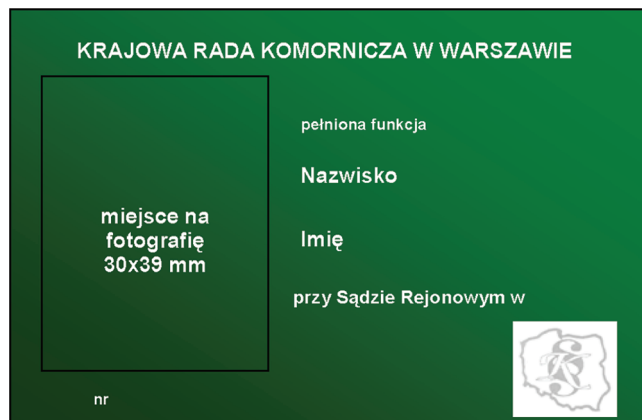 KRAJOWA RADA KOMORNICZA W WARSZAWIE
pełniona funkcja
Nazwisko
miejsce na
fotografię
30x39 mm
Imię
przy Sądzie Rejonowym w
nr